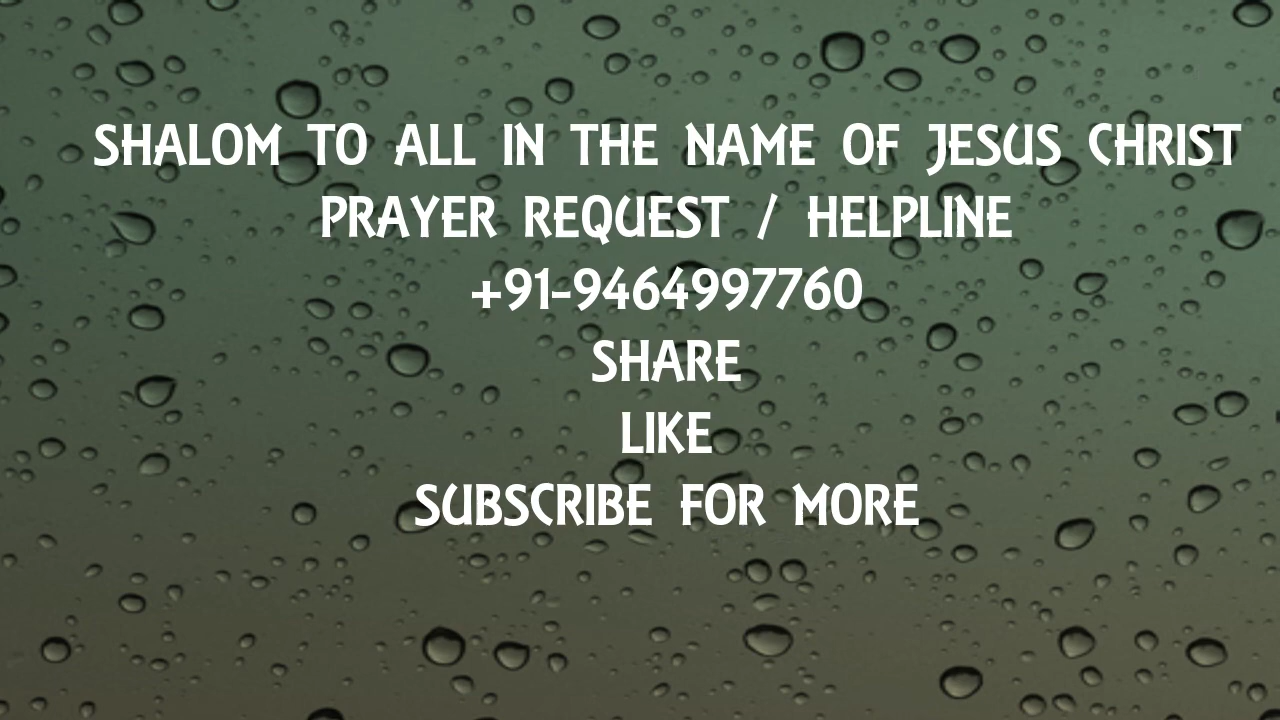 SHALOM TO ALL IN THE NAME OF JESUS CHRIST
PRAYER REQUEST / HELPLINE
+91-9464997760
SHARE
LIKE
SUBSCRIBE FOR MORE